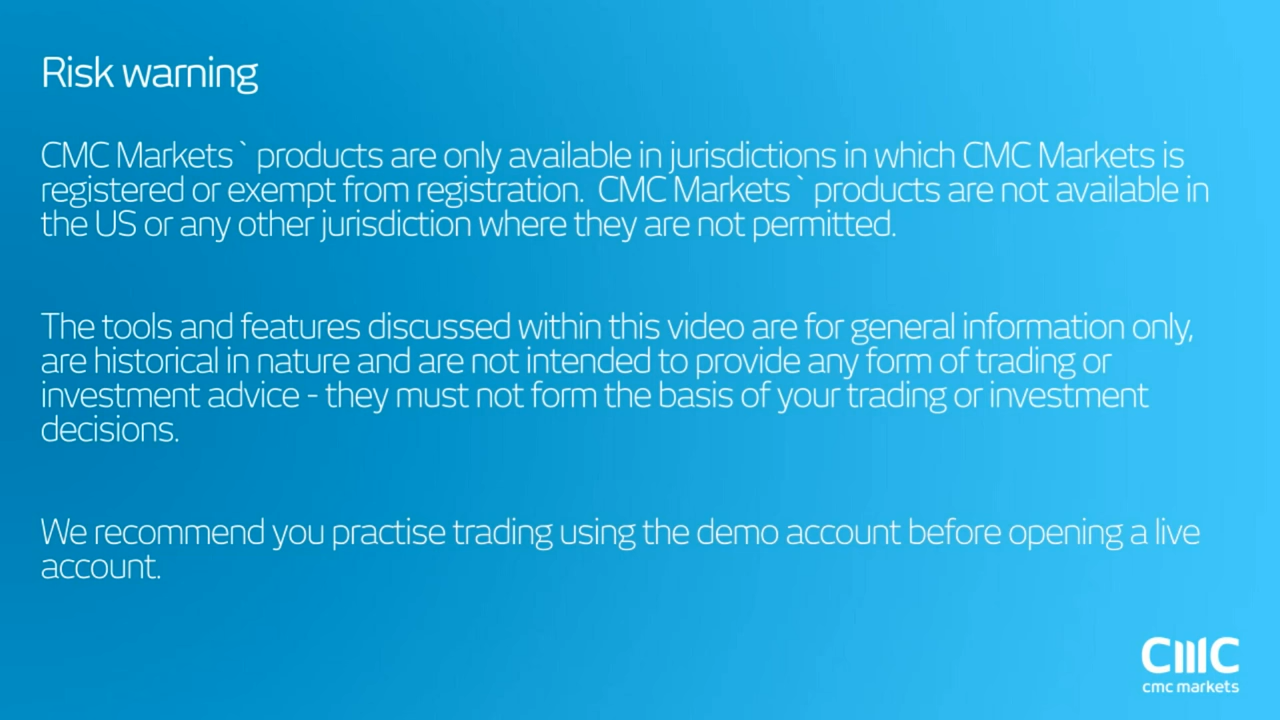 Risk warning
CMC Markets` products are only available in jurisdictions in which CMC Markets is
registered or exempt from registration.  CMC Markets` products are not available in
the US or any other jurisdiction where they are not permitted.
The tools and features discussed within this video are for general information only,
are historical in nature and are not intended to provide any form of trading or
investment advice - they must not form the basis of your trading or investment
decisions.
We recommend you practise trading using the demo account before opening a live
account.
CMC
cmc markets